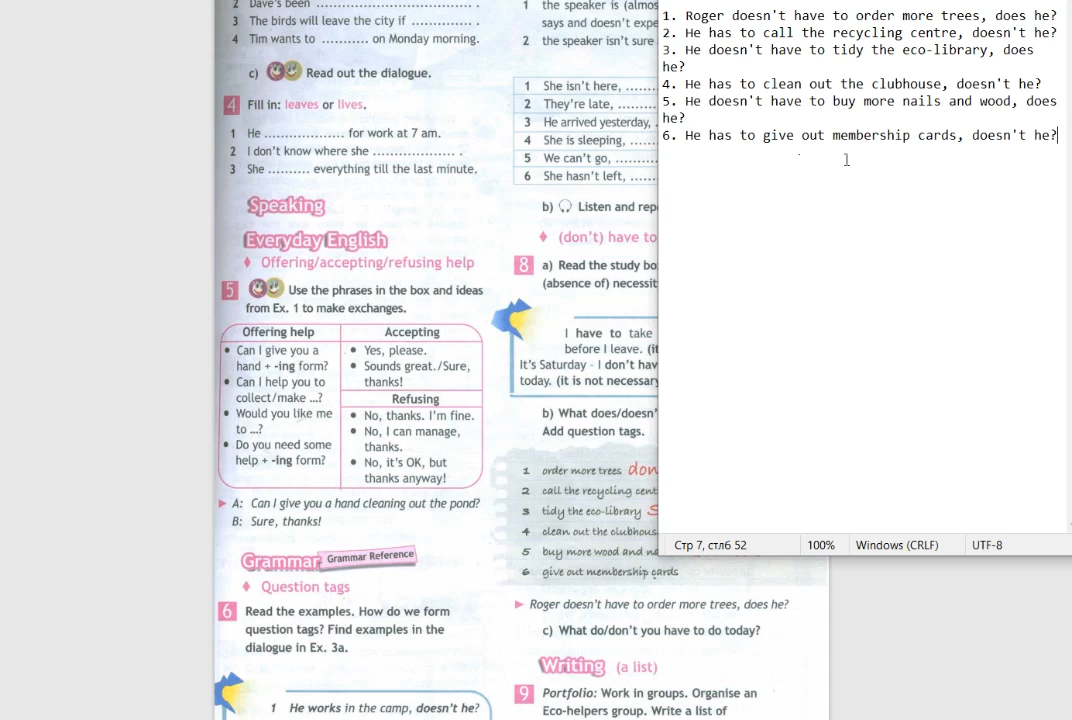 2 Dave's been ........................................ .
3 The birds will leave the city if ................. .
4 Tim wants to ........... on Monday morning.
c) Read out the dialogue.
4 Fill in: leaves or lives.
1 He .................... for work at 7 am.
2 I don't know where she ...................... .
3 She .......... everything till the last minute.
Speaking
Everyday English
♦ Offering/accepting/refusing help
5 Use the phrases in the box and ideas
from Ex. 1 to make exchanges.
Offering help
• Can I give you a
hand + -ing form?
• Can I help you to
collect/make ...?
• Would you like me
to ...?
• Do you need some
help + -ing form?
Accepting
• Yes, please.
• Sounds great./Sure,
thanks!
Refusing
• No, thanks. I'm fine.
• No, I can manage,
thanks.
• No, it's OK, but
thanks anyway!
► A: Can I give you a hand cleaning out the pond?
B: Sure, thanks!
Grammar Grammar Reference
♦ Question tags
6 Read the examples. How do we form
question tags? Find examples in the
dialogue in Ex. 3a.
1 He works in the camp, doesn't he?
1 the speaker is (almos
says and doesn't expe
2 the speaker isn't sure
1 She isn't here, ......
2 They're late, ........
3 He arrived yesterday, .
4 She is sleeping, .....
5 We can't go, .........
6 She hasn't left, .....
b) Listen and rep
♦ (don't) have to
8 a) Read the study bo
(absence of) necessit
I have to take
before I leave. (it
It's Saturday - I don't hav
today. (it is not necessary
b) What does/doesn'
Add question tags.
1 order more trees don
2 call the recycling cent
3 tidy the eco-library s
4 clean out the clubhous
5 buy more wood and na
6 give out membership cards
► Roger doesn't have to order more trees, does he?
c) What do/don't you have to do today?
Writing (a list)
9 Portfolio: Work in groups. Organise an
Eco-helpers group. Write a list of
1. Roger doesn't have to order more trees, does he?
2. He has to call the recycling centre, doesn't he?
3. He doesn't have to tidy the eco-library, does
he?
4. He has to clean out the clubhouse, doesn't he?
5. He doesn't have to buy more nails and wood, does
he?
6. He has to give out membership cards, doesn't he?
Стр 7, стлб 52 100% Windows (CRLF) UTF-8